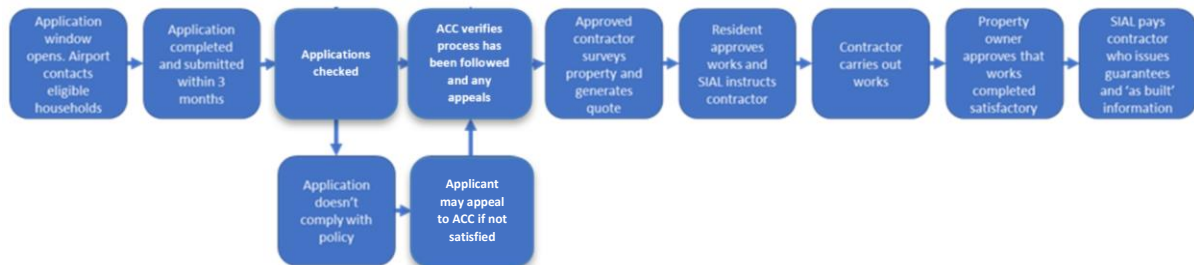 Application
window
opens. Airport
contacts
eligible
households
Application
completed
and submitted
within 3
months
Applications
checked
ACC verifies
process has
been followed
and any
appeals
Approved
contractor
surveys
property and
generates
quote
Resident
approves
works and
SIAL instructs
contractor
Contractor
carries out
works
Property
owner
approves that
works
completed
satisfactory
SIAL pays
contractor
who issues
guarantees
and ‘as built’
information
Application
doesn’t
comply with
policy
Applicant
may appeal
to ACC if not
satisfied